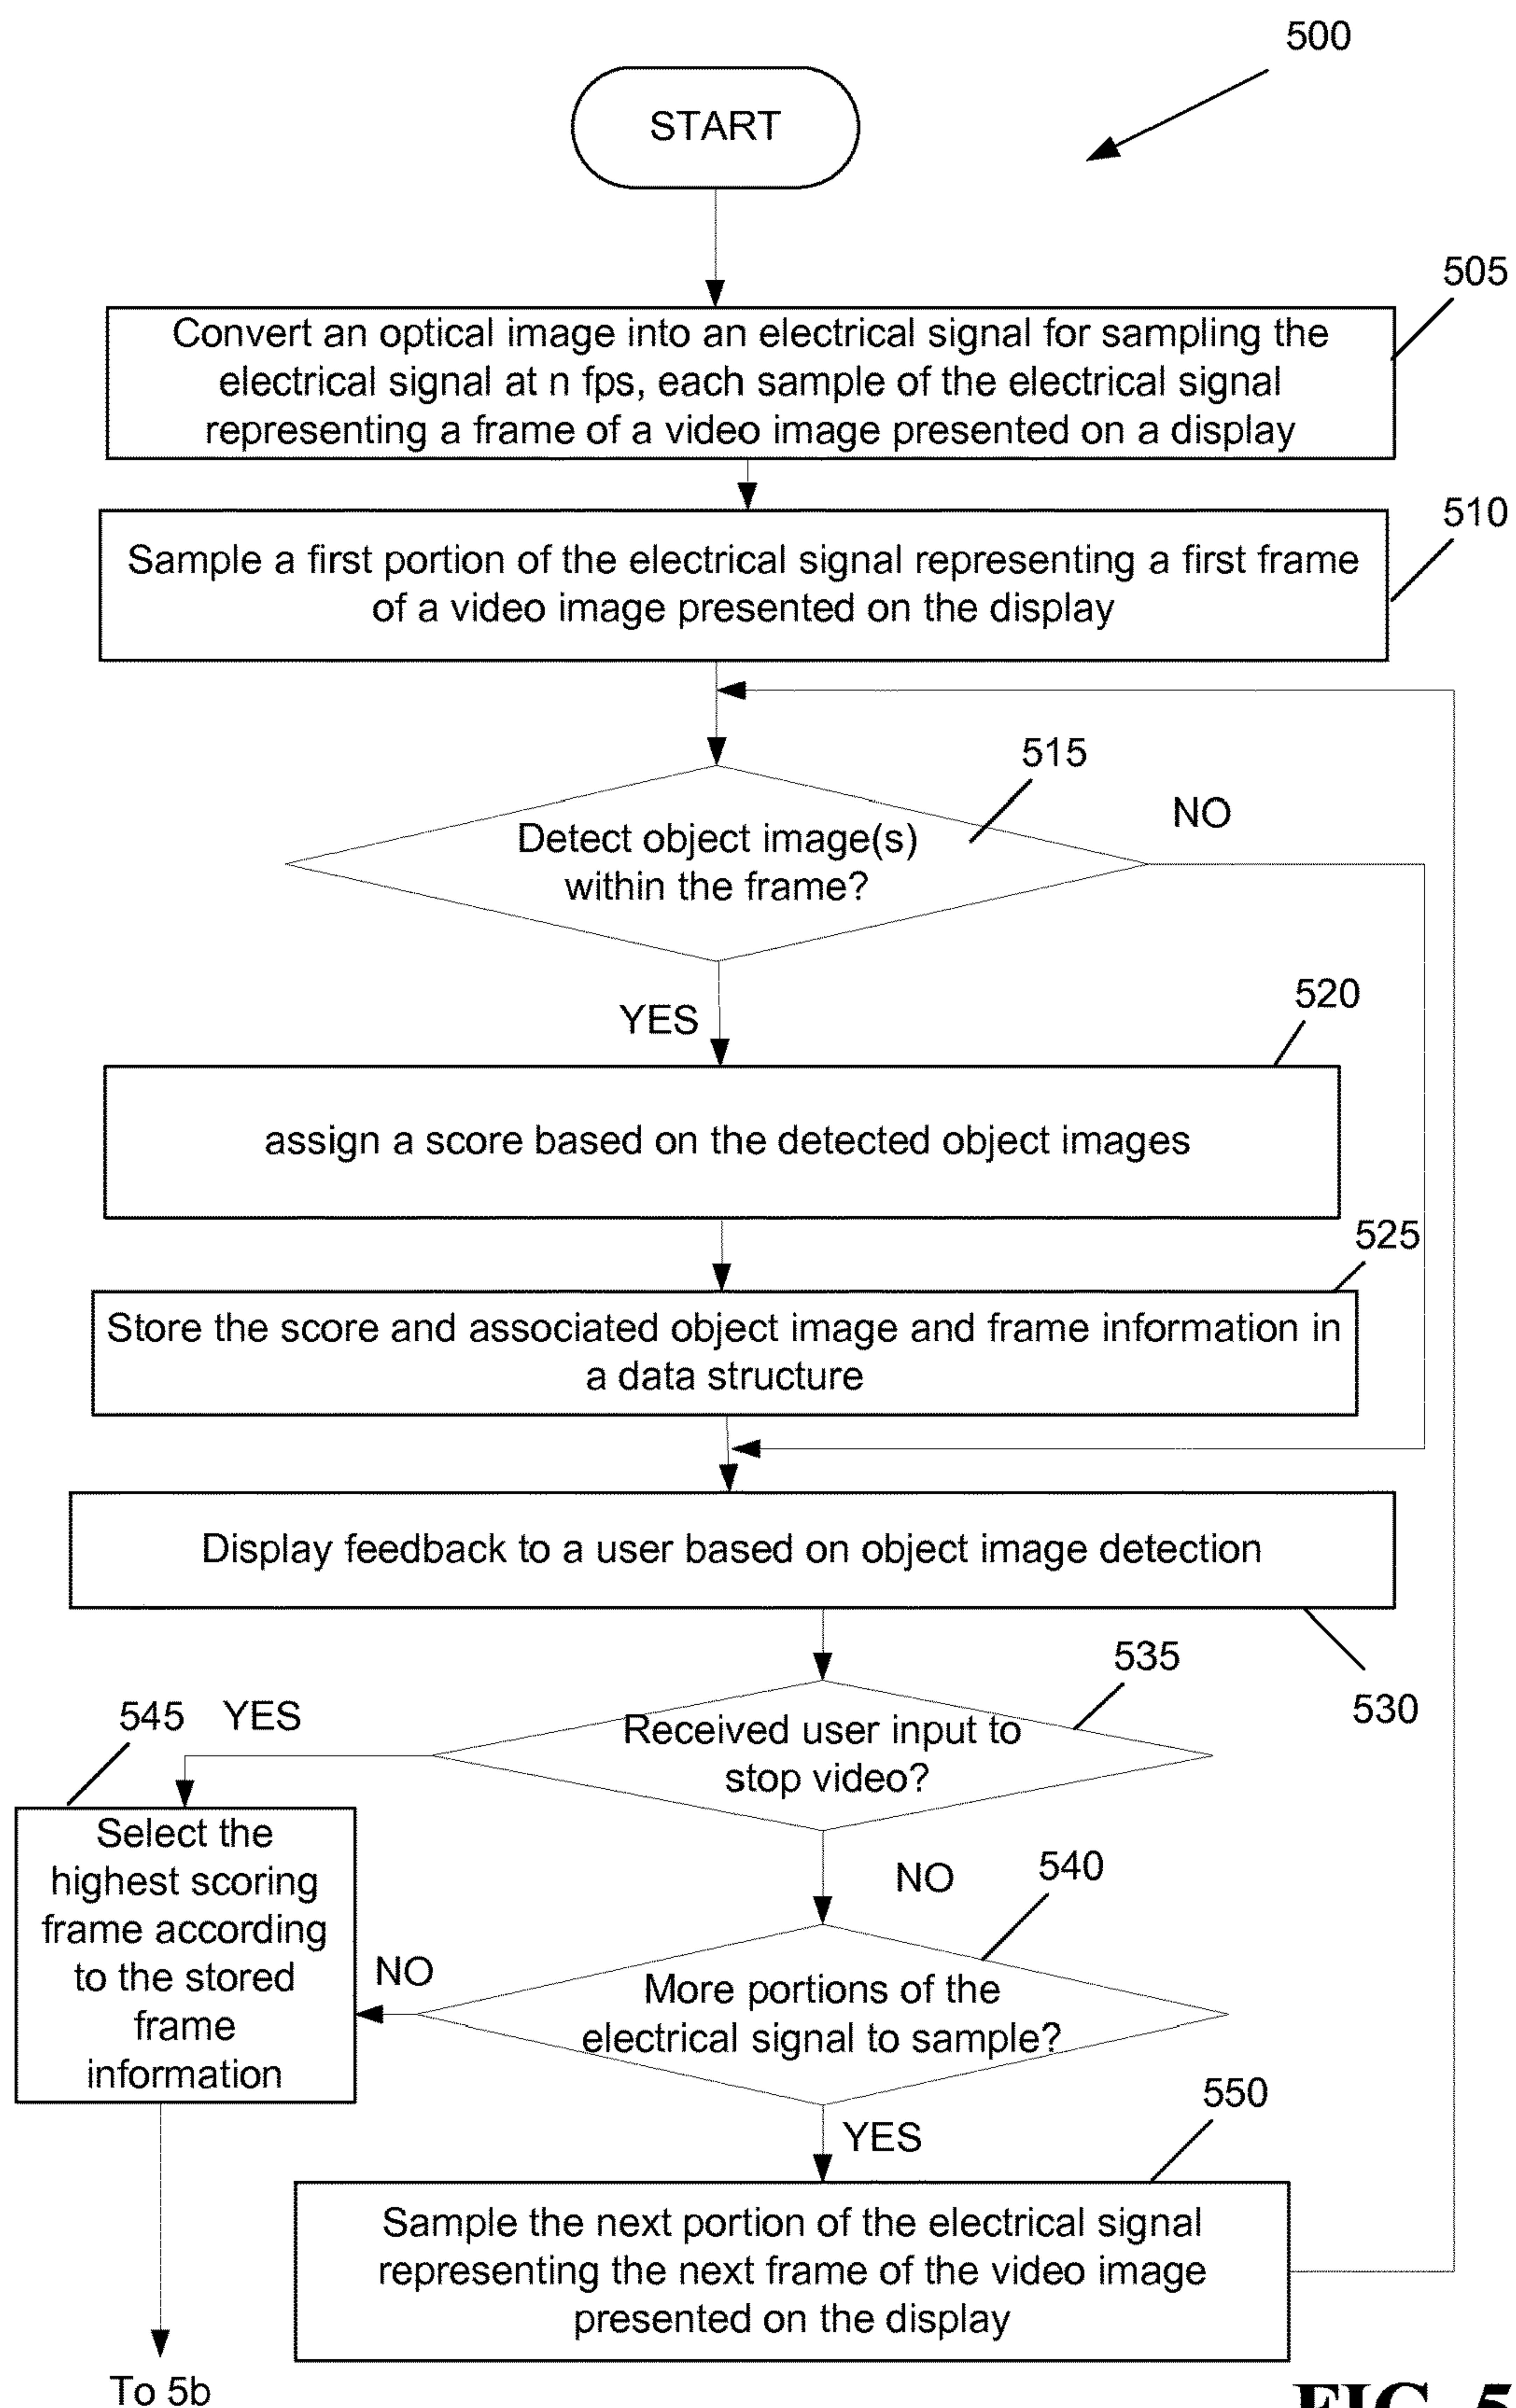 500
START
505
Convert an optical image into an electrical signal for sampling the
electrical signal at n fps, each sample of the electrical signal
representing a frame of a video image presented on a display
510
Sample a first portion of the electrical signal representing a first frame
of a video image presented on the display
515
NO
Detect object image(s)
within the frame?
YES
520
assign a score based on the detected object images
525
Store the score and associated object image and frame information in
a data structure
Display feedback to a user based on object image detection
530
535
545
YES
Received user input to
stop video?
Select the
highest scoring
frame according
to the stored
frame
information
NO
540
NO
More portions of the
electrical signal to sample?
YES
550
Sample the next portion of the electrical signal
representing the next frame of the video image
presented on the display
To 5b
FIG. 5